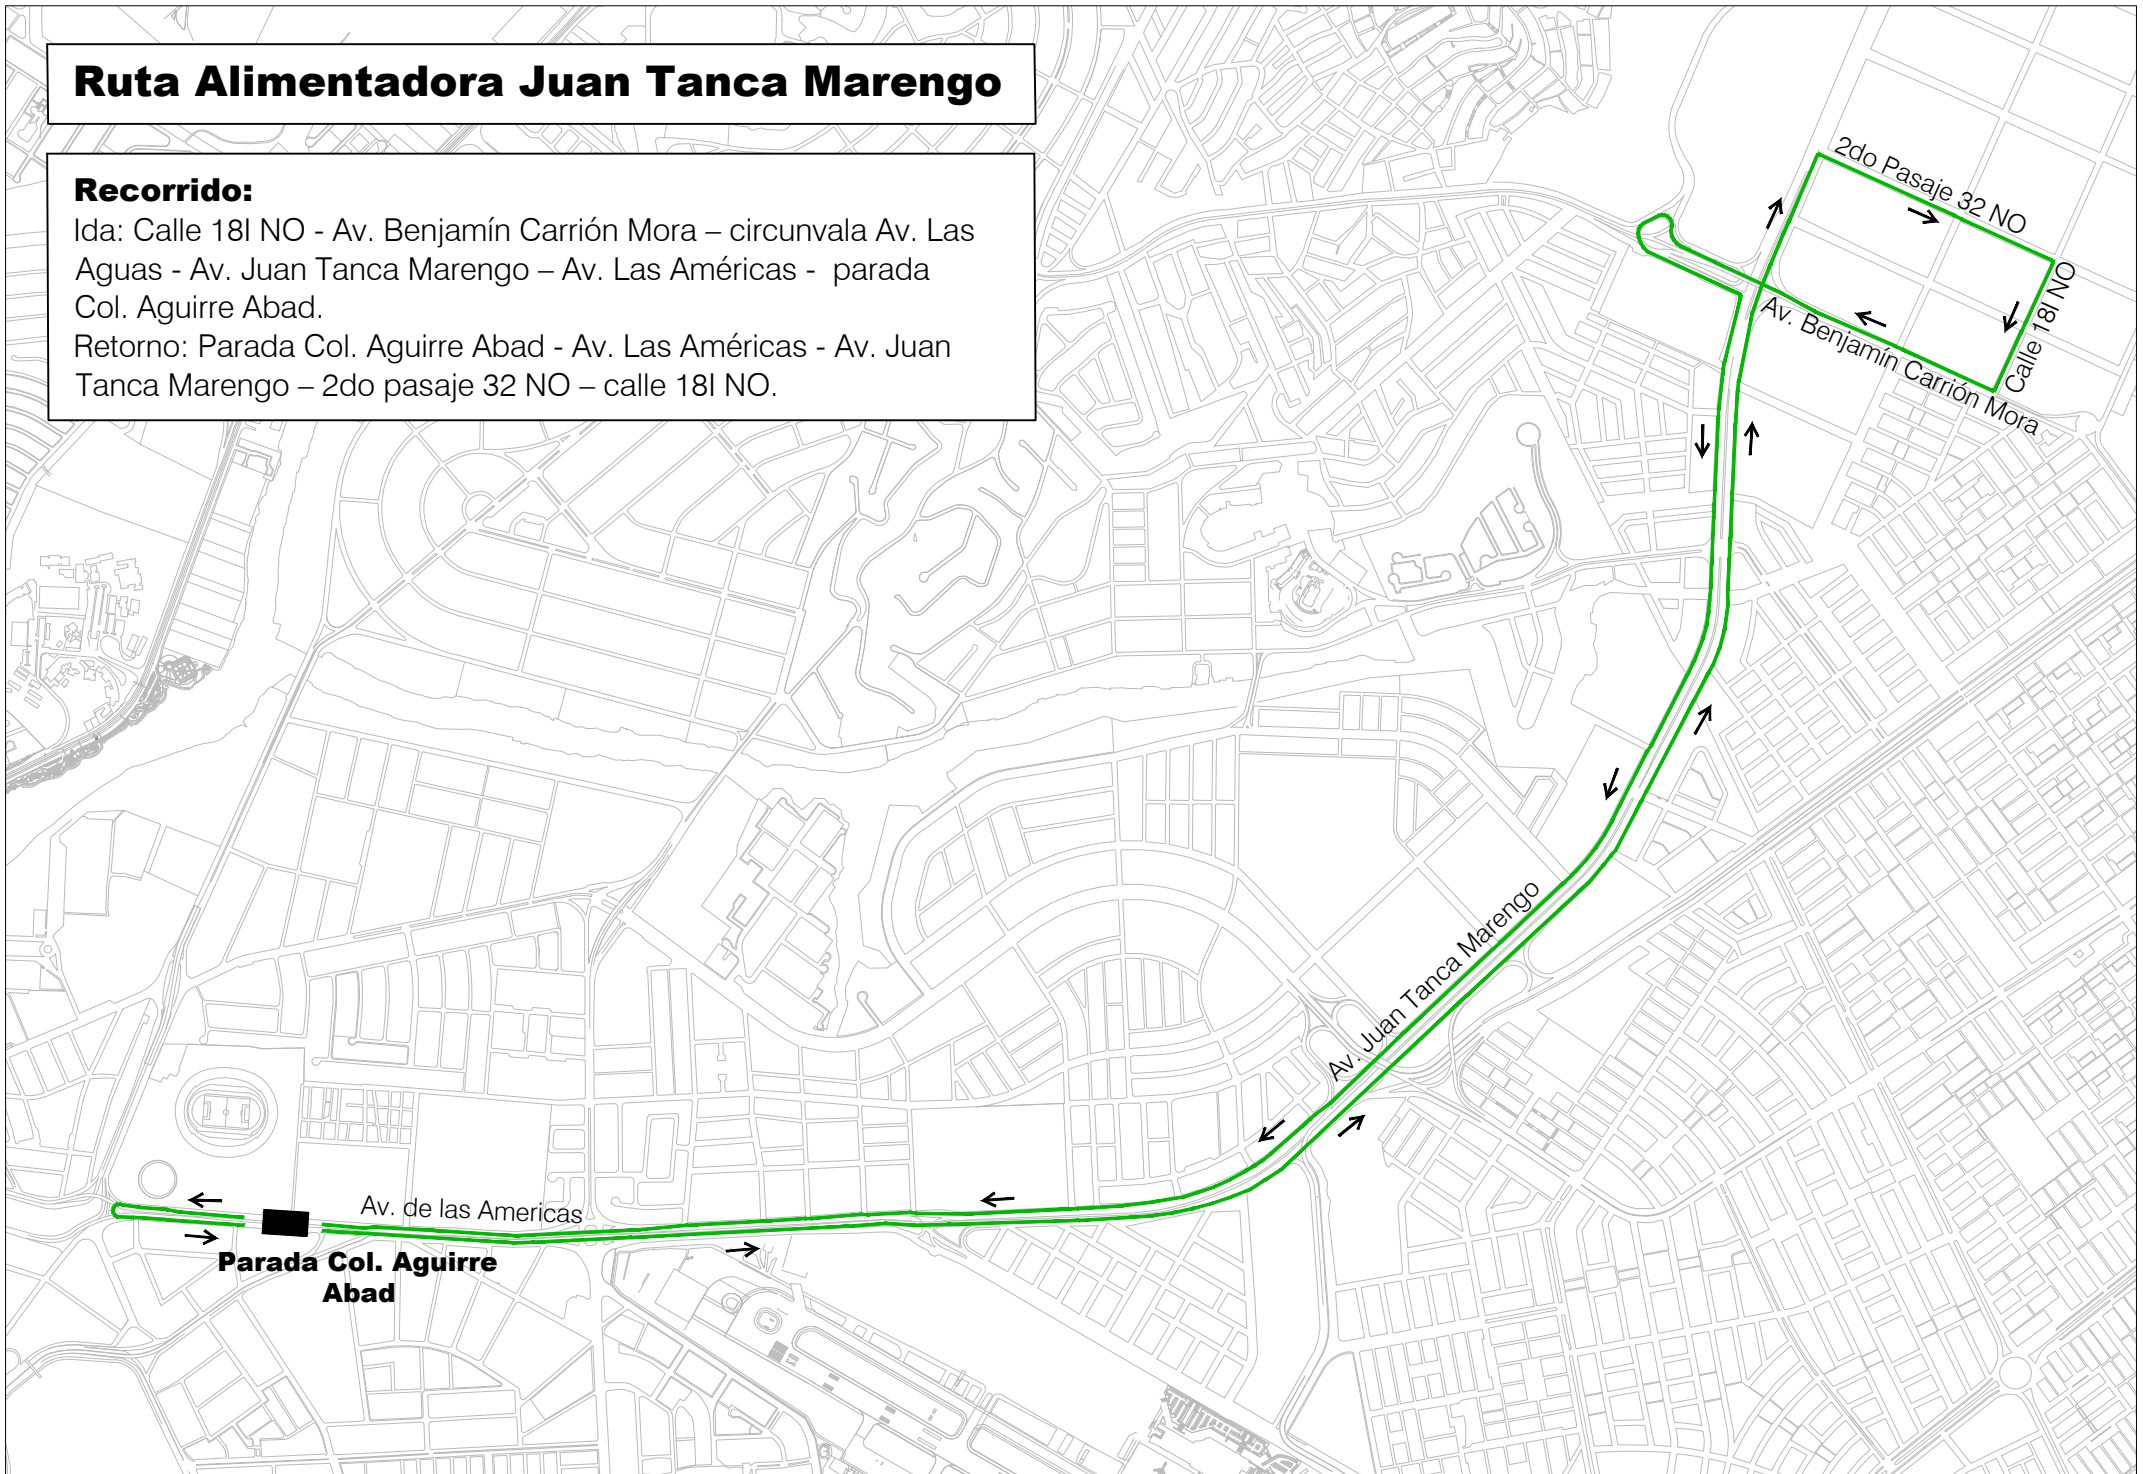 Ruta Alimentadora Juan Tanca Marengo
Recorrido:
Ida: Calle 18I NO - Av. Benjamín Carrión Mora – circunvala Av. Las
Aguas - Av. Juan Tanca Marengo – Av. Las Américas - parada
Col. Aguirre Abad.
Retorno: Parada Col. Aguirre Abad - Av. Las Américas - Av. Juan
Tanca Marengo – 2do pasaje 32 NO – calle 18I NO.
2do Pasaje 32 NO
Calle 18I NO
Av. Benjamín Carrión Mora
Av. Juan Tanca Marengo
Av. de las Americas
Parada Col. Aguirre
Abad